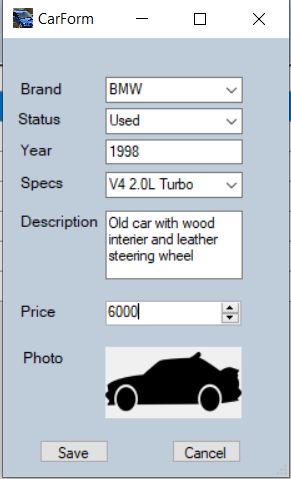 CarForm
Brand BMW
Status Used
Year 1998
Specs V4 2.0L Turbo
Description Old car with wood
interier and leather
steering wheel
Price 6000
Photo
Save Cancel